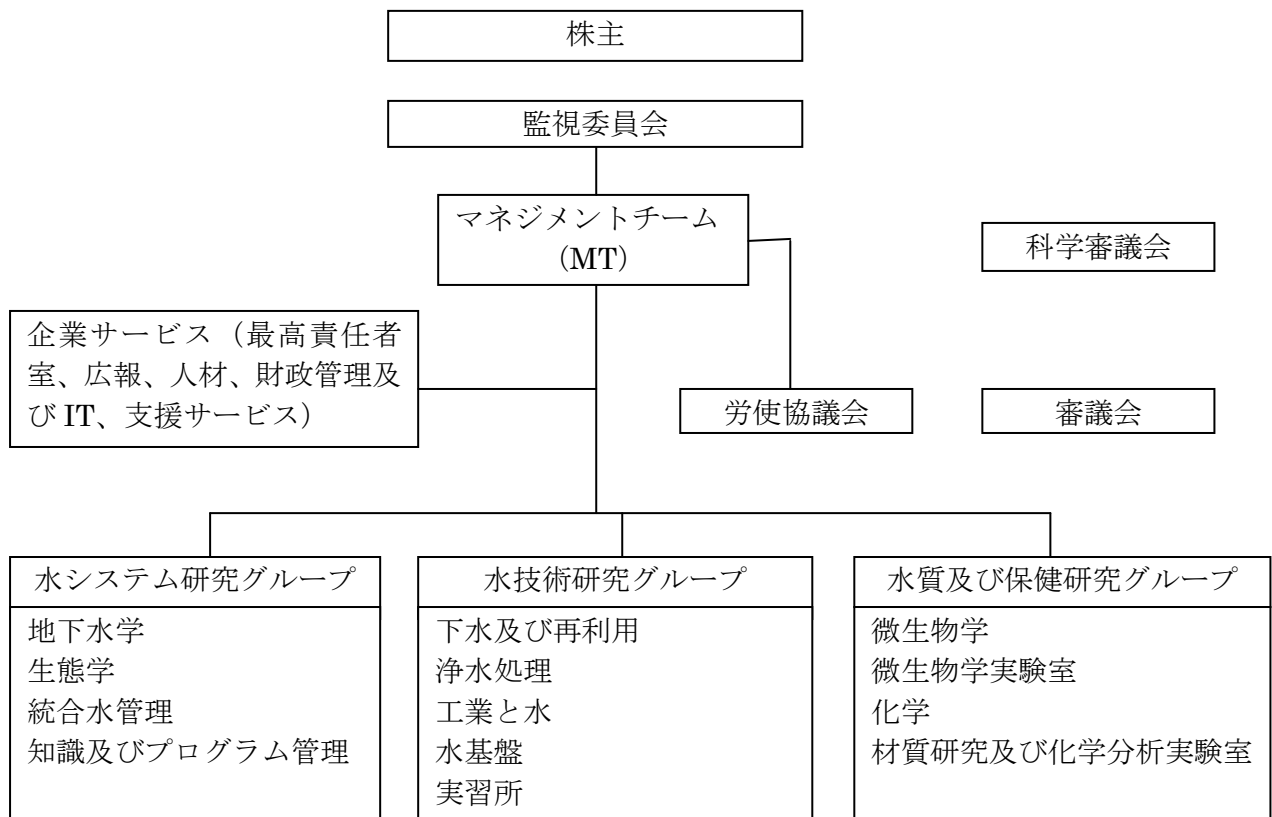 株主
監視委員会
マネジメントチーム
（MT）
科学審議会
企業サービス（最高責任者
室、広報、人材、財政管理及
び IT、支援サービス）
労使協議会
審議会
水システム研究グループ
地下水学
生態学
統合水管理
知識及びプログラム管理
水技術研究グループ
下水及び再利用
浄水処理
工業と水
水基盤
実習所
水質及び保健研究グループ
微生物学
微生物学実験室
化学
材質研究及び化学分析実験室